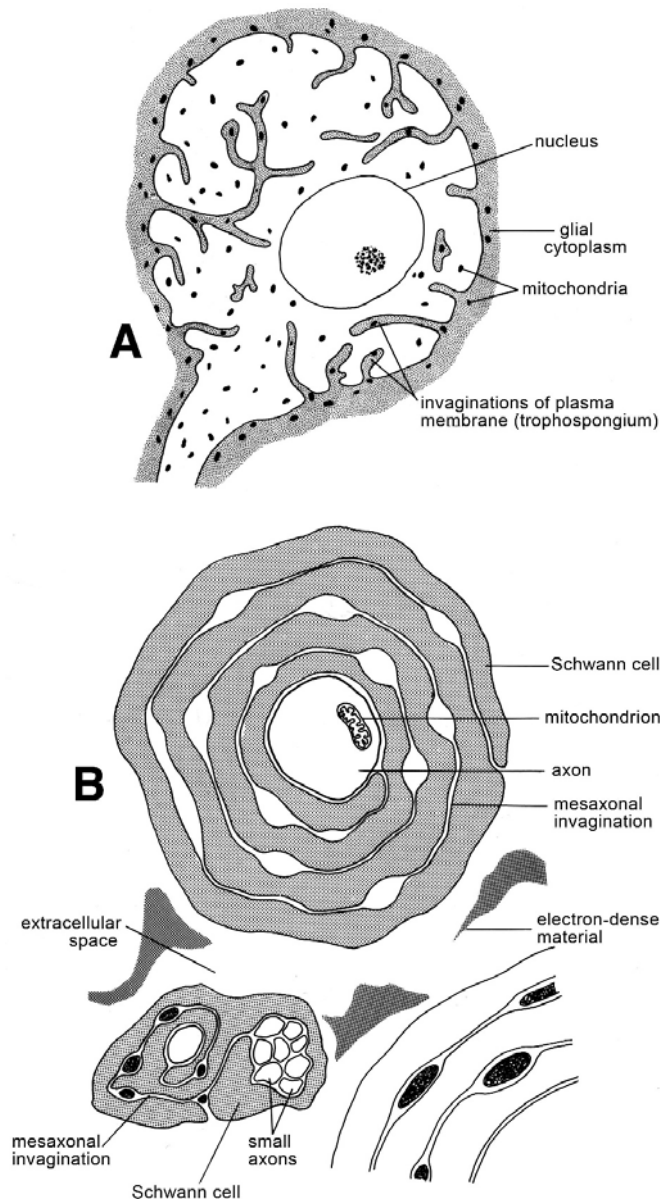 nucleus
glial
cytoplasm
mitochondria
A
invaginations of plasma
membrane (trophospongium)
Schwann cell
mitochondrion
axon
B
mesaxonal
invagination
extracellular
space
electron-dense
material
mesaxonal
invagination
small
axons
Schwann cell